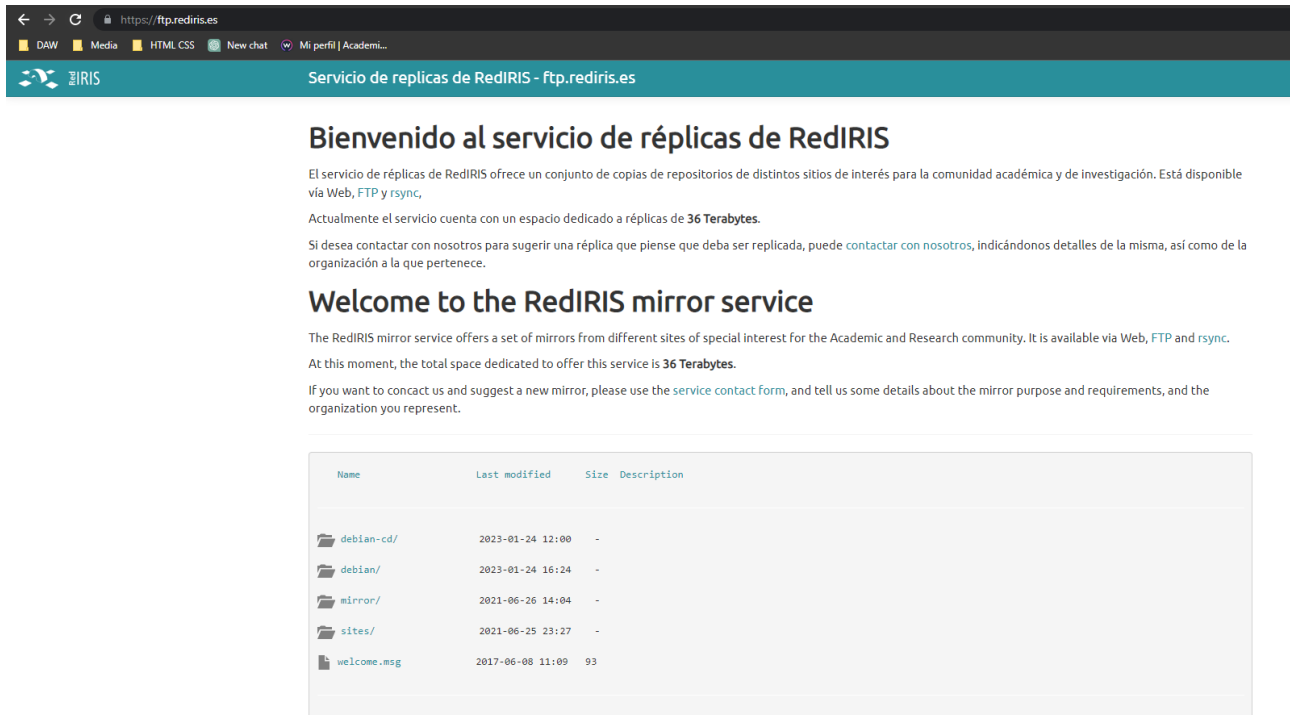 https://ftp.rediris.es
DAW Media HTML CSS New chat Mi perfil | Academi...
RedIRIS Servicio de replicas de RedIRIS - ftp.rediris.es
Bienvenido al servicio de réplicas de RedIRIS
El servicio de réplicas de RedIRIS ofrece un conjunto de copias de repositorios de distintos sitios de interés para la comunidad académica y de investigación. Está disponible
vía Web, FTP y rsync,
Actualmente el servicio cuenta con un espacio dedicado a réplicas de 36 Terabytes.
Si desea contactar con nosotros para sugerir una réplica que piense que deba ser replicada, puede contactar con nosotros, indicándonos detalles de la misma, así como de la
organización a la que pertenece.
Welcome to the RedIRIS mirror service
The RedIRIS mirror service offers a set of mirrors from different sites of special interest for the Academic and Research community. It is available via Web, FTP and rsync.
At this moment, the total space dedicated to offer this service is 36 Terabytes.
If you want to concact us and suggest a new mirror, please use the service contact form, and tell us some details about the mirror purpose and requirements, and the
organization you represent.
Name Last modified Size Description
debian-cd/ 2023-01-24 12:00 -
debian/ 2023-01-24 16:24 -
mirror/ 2021-06-26 14:04 -
sites/ 2021-06-25 23:27 -
welcome.msg 2017-06-08 11:09 93